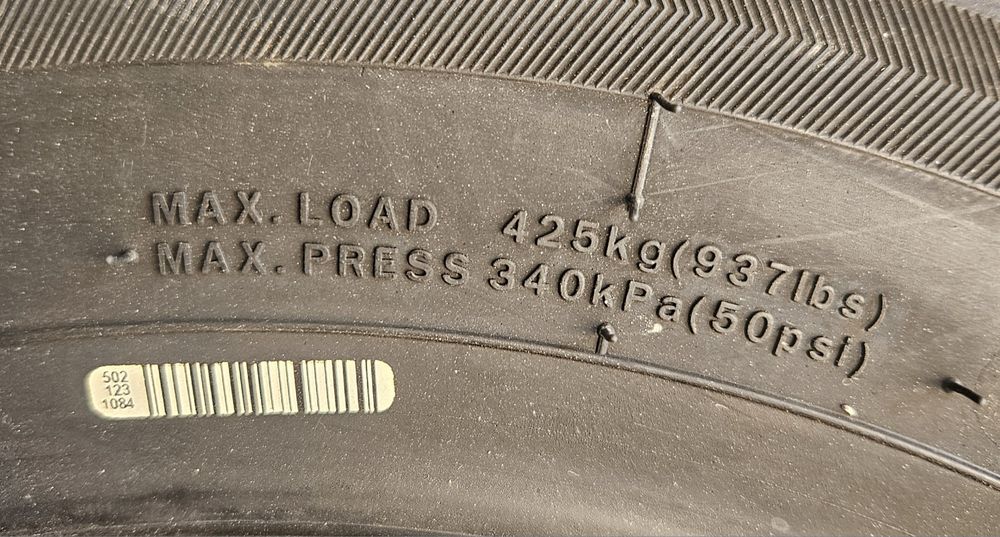 MAX. LOAD 425kg(937lbs)
MAX. PRESS 340kPa(50psi)
502
123
1084